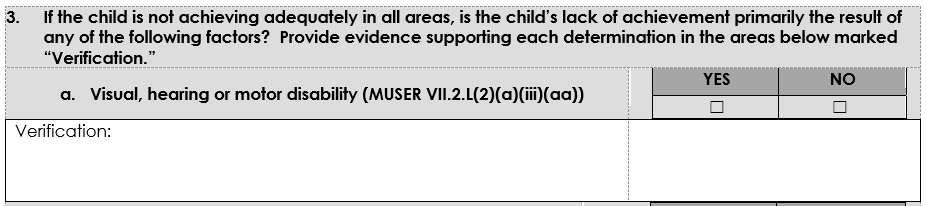 3. If the child is not achieving adequately in all areas, is the child’s lack of achievement primarily the result of
any of the following factors? Provide evidence supporting each determination in the areas below marked
“Verification.”
YES NO
a. Visual, hearing or motor disability (MUSER VII.2.L(2)(a)(iii)(aa))
☐ ☐
Verification: